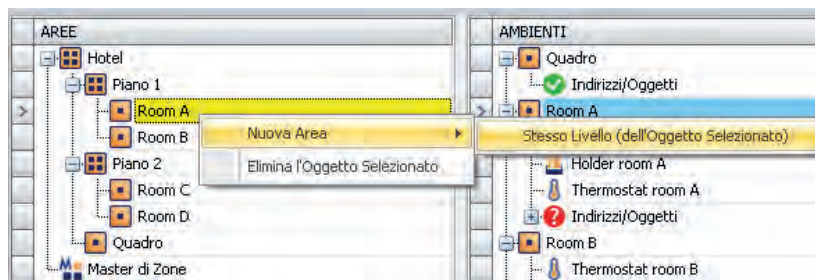 AREE
Hotel
Piano 1
Room A
Room B
Piano 2
Room C
Room D
Quadro
Master di Zone
Nuova Area
Elimina l'Oggetto Selezionato
Stesso Livello (dell'Oggetto Selezionato)
AMBIENTI
Quadro
Indirizzi/Oggetti
Room A
Holder room A
Thermostat room A
Indirizzi/Oggetti
Room B
Thermostat room B